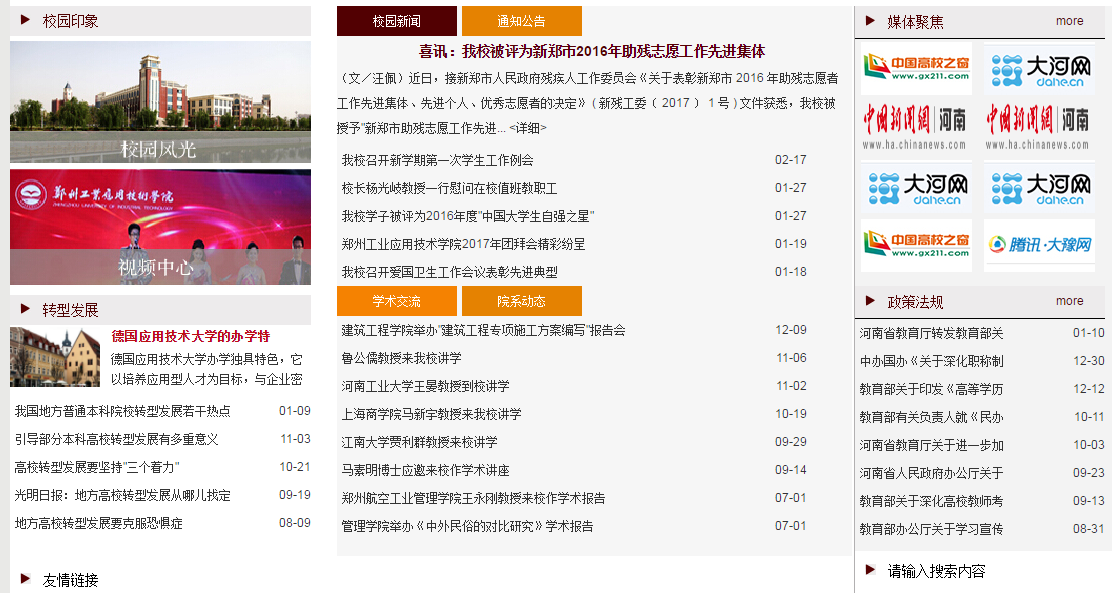 校园印象
校园风光
郑州工业应用技术学院
ZHENGZHOU UNIVERSITY OF INDUSTRIAL TECHNOLOGY
视频中心
转型发展
德国应用技术大学的办学特
德国应用技术大学办学独具特色，它
以培养应用型人才为目标，与企业密
我国地方普通本科院校转型发展若干热点 01-09
引导部分本科高校转型发展有多重意义 11-03
高校转型发展要坚持"三个着力" 10-21
光明日报：地方高校转型发展从哪儿找定 09-19
地方高校转型发展要克服恐惧症 08-09
友情链接
校园新闻 通知公告
喜讯：我校被评为新郑市2016年助残志愿工作先进集体
（文／汪佩）近日，接新郑市人民政府残疾人工作委员会《关于表彰新郑市 2016 年助残志愿者
工作先进集体、先进个人、优秀志愿者的决定》（ 新残工委（ 2017 ） 1 号 ）文件获悉，我校被
授予"新郑市助残志愿工作先进... <详细>
我校召开新学期第一次学生工作例会 02-17
校长杨光岐教授一行慰问在校值班教职工 01-27
我校学子被评为2016年度"中国大学生自强之星" 01-27
郑州工业应用技术学院2017年团拜会精彩纷呈 01-19
我校召开爱国卫生工作会议表彰先进典型 01-18
学术交流 院系动态
建筑工程学院举办"建筑工程专项施工方案编写"报告会 12-09
鲁公儒教授来我校讲学 11-06
河南工业大学王晏教授到校讲学 11-02
上海商学院马新宇教授来我校讲学 10-19
江南大学贾利群教授来校讲学 09-29
马素明博士应邀来校作学术讲座 09-14
郑州航空工业管理学院王永刚教授来校作学术报告 07-01
管理学院举办《中外民俗的对比研究》学术报告 07-01
媒体聚焦 more
中国高校之窗 大河网
www.gx211.com dahe.cn
中国新闻网 河南 中国新闻网 河南
www.ha.chinanews.com www.ha.chinanews.com
大河网 大河网
dahe.cn dahe.cn
中国高校之窗 腾讯·大豫网
www.gx211.com
政策法规 more
河南省教育厅转发教育部关 01-10
中办国办《关于深化职称制 12-30
教育部关于印发《高等学历 12-12
教育部有关负责人就《民办 10-11
河南省教育厅关于进一步加 10-03
河南省人民政府办公厅关于 09-23
教育部关于深化高校教师考 09-13
教育部办公厅关于学习宣传 08-31
请输入搜索内容